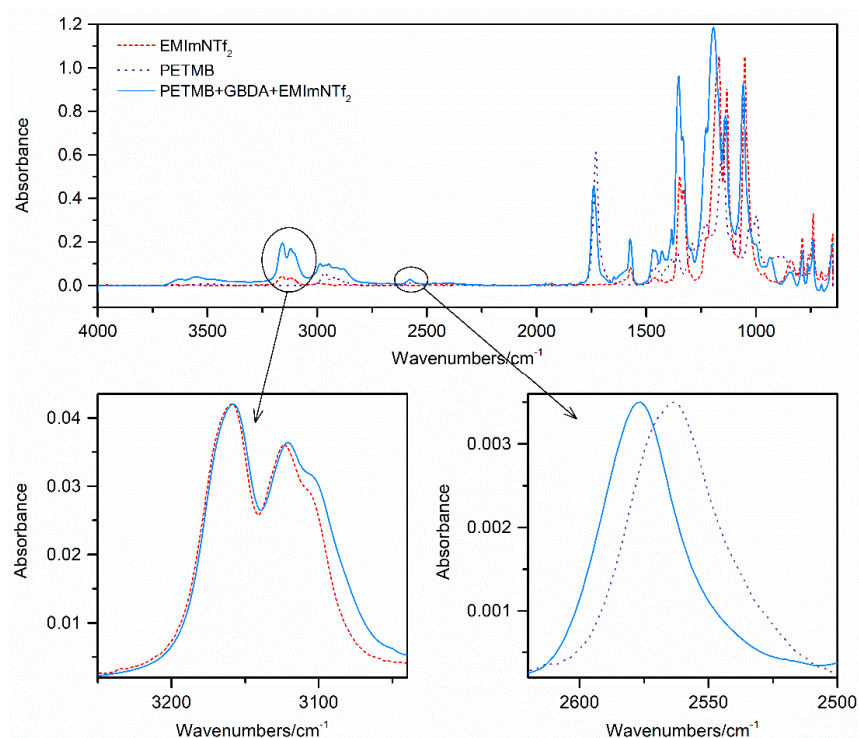 EMImNTf₂
PETMB
PETMB+GBDA+EMImNTf₂
Absorbance
1.2
1.0
0.8
0.6
0.4
0.2
0.0
4000 3500 3000 2500 2000 1500 1000
Wavenumbers/cm⁻¹
Absorbance
0.04
0.03
0.02
0.01
3200 3100
Wavenumbers/cm⁻¹
Absorbance
0.003
0.002
0.001
2600 2550 2500
Wavenumbers/cm⁻¹